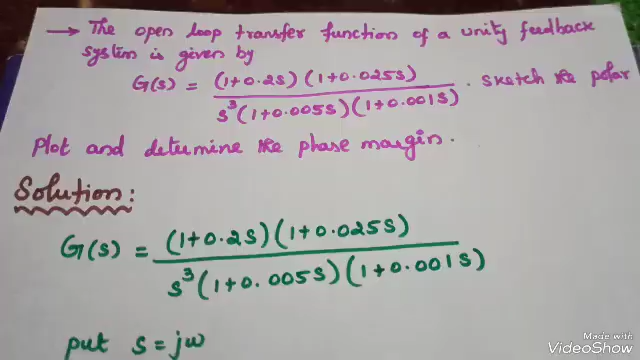 → The open loop transfer function of a unity feedback
system is given by
G(s) = (1+0.2s) (1+0.025s) / s³(1+0.005s)(1+0.001s) . Sketch the polar
Plot and determine the phase margin.
Solution:
G(s) = (1+0.2s)(1+0.025s) / s³(1+0.005s)(1+0.001s)
put s = jω
Made with
VideoShow